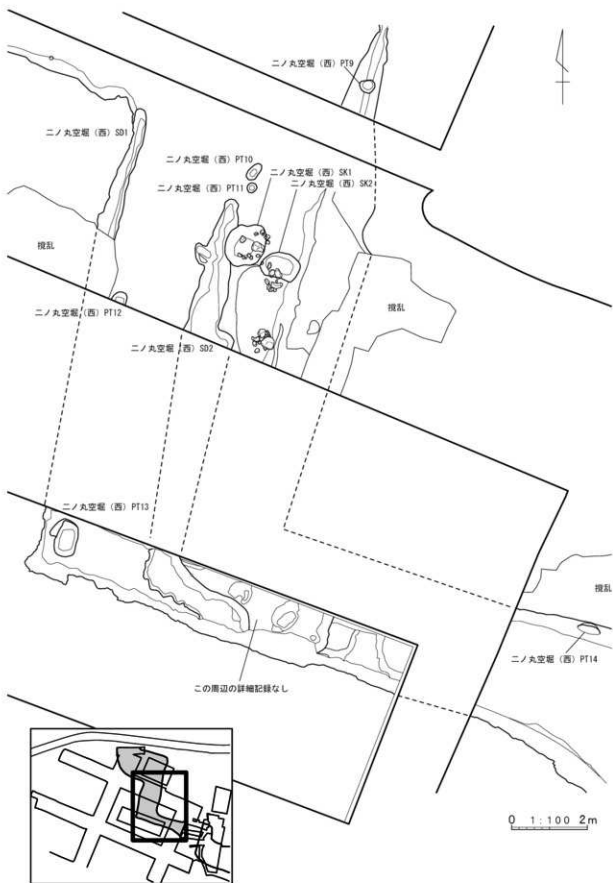 二ノ丸空堀（西）PT9
二ノ丸空堀（西）SD1
二ノ丸空堀（西）PT10
二ノ丸空堀（西）SK1
二ノ丸空堀（西）PT11
二ノ丸空堀（西）SK2
撹乱
撹乱
二ノ丸空堀（西）PT12
二ノ丸空堀（西）SD2
二ノ丸空堀（西）PT13
撹乱
二ノ丸空堀（西）PT14
この周辺の詳細記録なし
0 1:100 2m